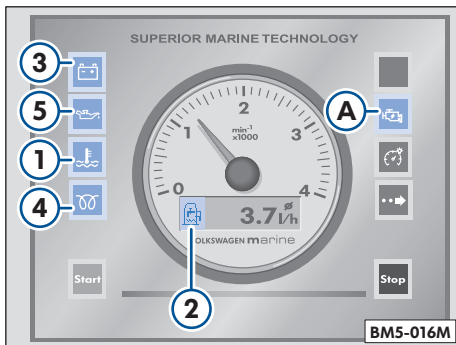 SUPERIOR MARINE TECHNOLOGY
3
5
1
4
A
0
1
2
3
4
min-1
x1000
3.7 ø l/h
OLKSWAGEN marine
2
Start
Stop
BM5-016M